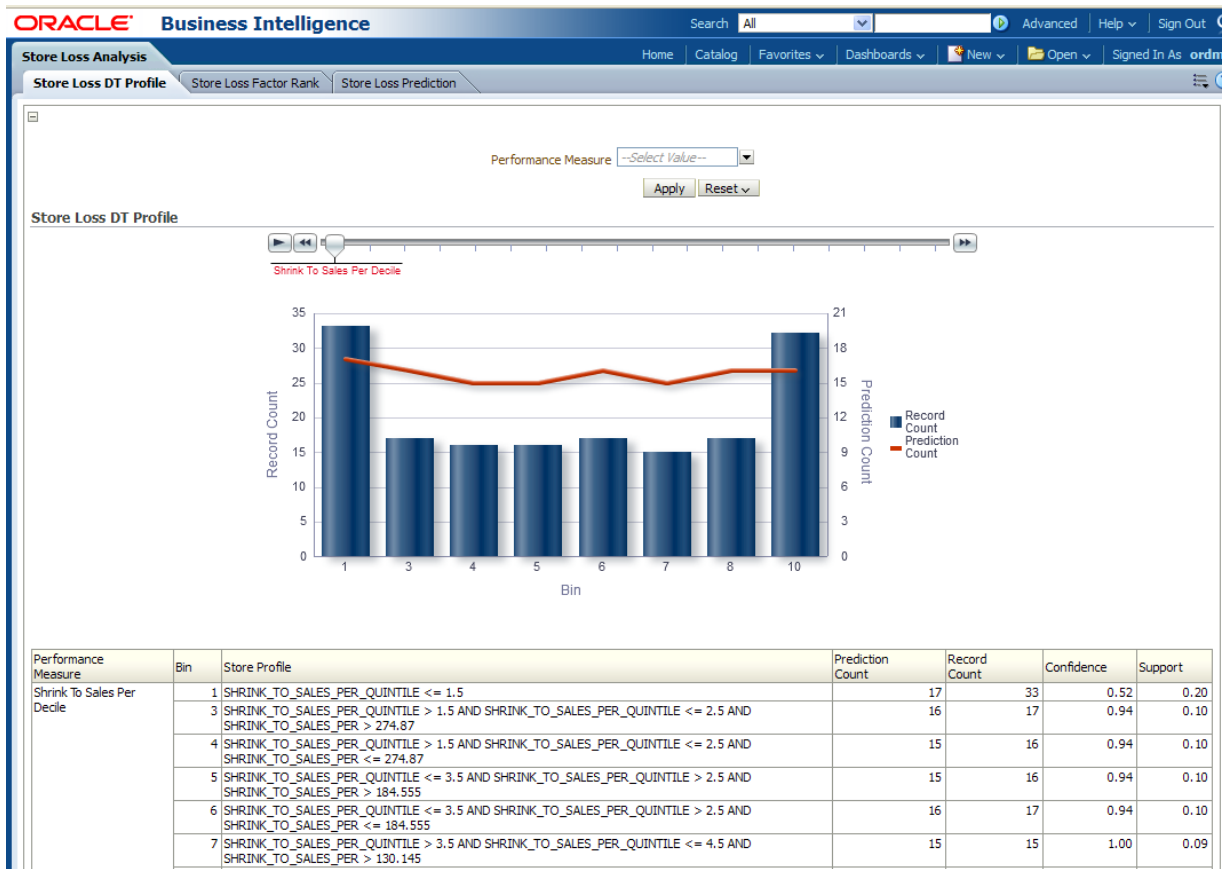 ORACLE Business Intelligence Search All Advanced Help Sign Out
Store Loss Analysis Home Catalog Favorites Dashboards New Open Signed In As ordm
Store Loss DT Profile Store Loss Factor Rank Store Loss Prediction
Performance Measure --Select Value--
Apply Reset
Store Loss DT Profile
Shrink To Sales Per Decile
35
30
25
20
15
10
5
0
Record Count
21
18
15
12
9
6
3
0
Prediction Count
1 3 4 5 6 7 8 10
Bin
Record
Count
Prediction
Count
Performance
Measure Bin Store Profile Prediction
Count Record
Count Confidence Support
Shrink To Sales Per
Decile
1 SHRINK_TO_SALES_PER_QUINTILE <= 1.5 17 33 0.52 0.20
3 SHRINK_TO_SALES_PER_QUINTILE > 1.5 AND SHRINK_TO_SALES_PER_QUINTILE <= 2.5 AND
SHRINK_TO_SALES_PER > 274.87 16 17 0.94 0.10
4 SHRINK_TO_SALES_PER_QUINTILE > 1.5 AND SHRINK_TO_SALES_PER_QUINTILE <= 2.5 AND
SHRINK_TO_SALES_PER <= 274.87 15 16 0.94 0.10
5 SHRINK_TO_SALES_PER_QUINTILE <= 3.5 AND SHRINK_TO_SALES_PER_QUINTILE > 2.5 AND
SHRINK_TO_SALES_PER > 184.555 15 16 0.94 0.10
6 SHRINK_TO_SALES_PER_QUINTILE <= 3.5 AND SHRINK_TO_SALES_PER_QUINTILE > 2.5 AND
SHRINK_TO_SALES_PER <= 184.555 16 17 0.94 0.10
7 SHRINK_TO_SALES_PER_QUINTILE > 3.5 AND SHRINK_TO_SALES_PER_QUINTILE <= 4.5 AND
SHRINK_TO_SALES_PER > 130.145 15 15 1.00 0.09